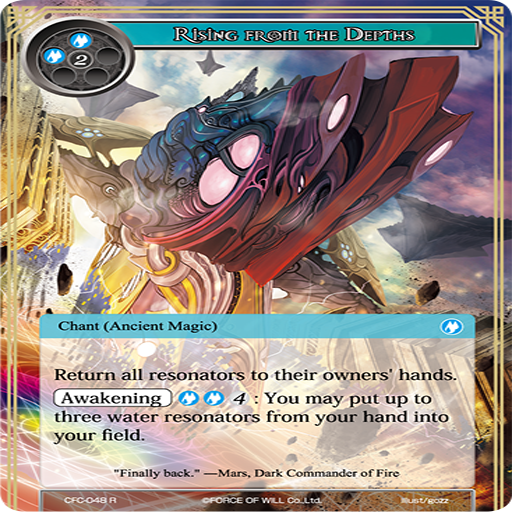 Rising from the Depths
2
Chant (Ancient Magic)
Return all resonators to their owners' hands.
Awakening 4 : You may put up to
three water resonators from your hand into
your field.
"Finally back." —Mars, Dark Commander of Fire
CFC-048 R ©FORCE OF WILL Co.,Ltd. Illust/gozz